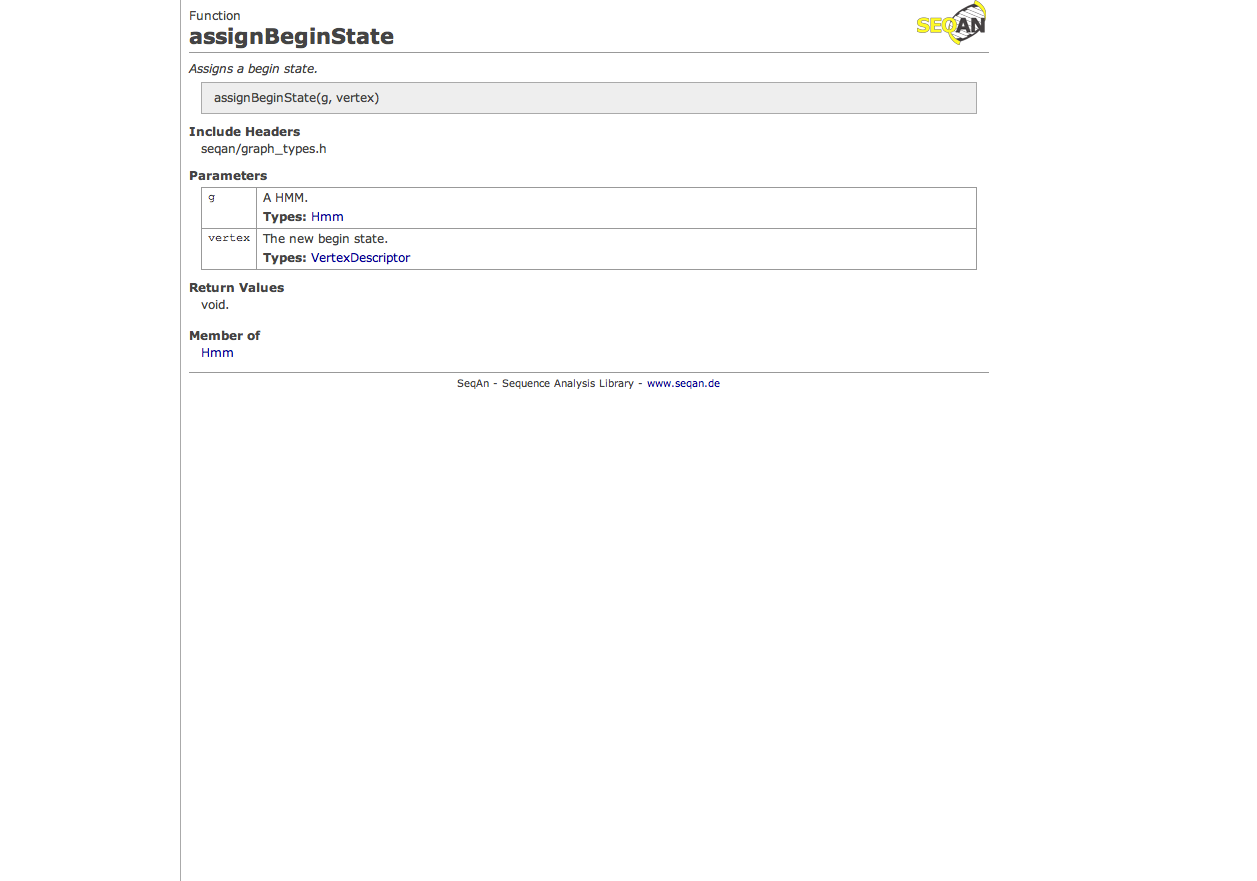 Function
assignBeginState
SEQAN
Assigns a begin state.
assignBeginState(g, vertex)
Include Headers
seqan/graph_types.h
Parameters
g
A HMM.
Types: Hmm
vertex
The new begin state.
Types: VertexDescriptor
Return Values
void.
Member of
Hmm
SeqAn - Sequence Analysis Library - www.seqan.de